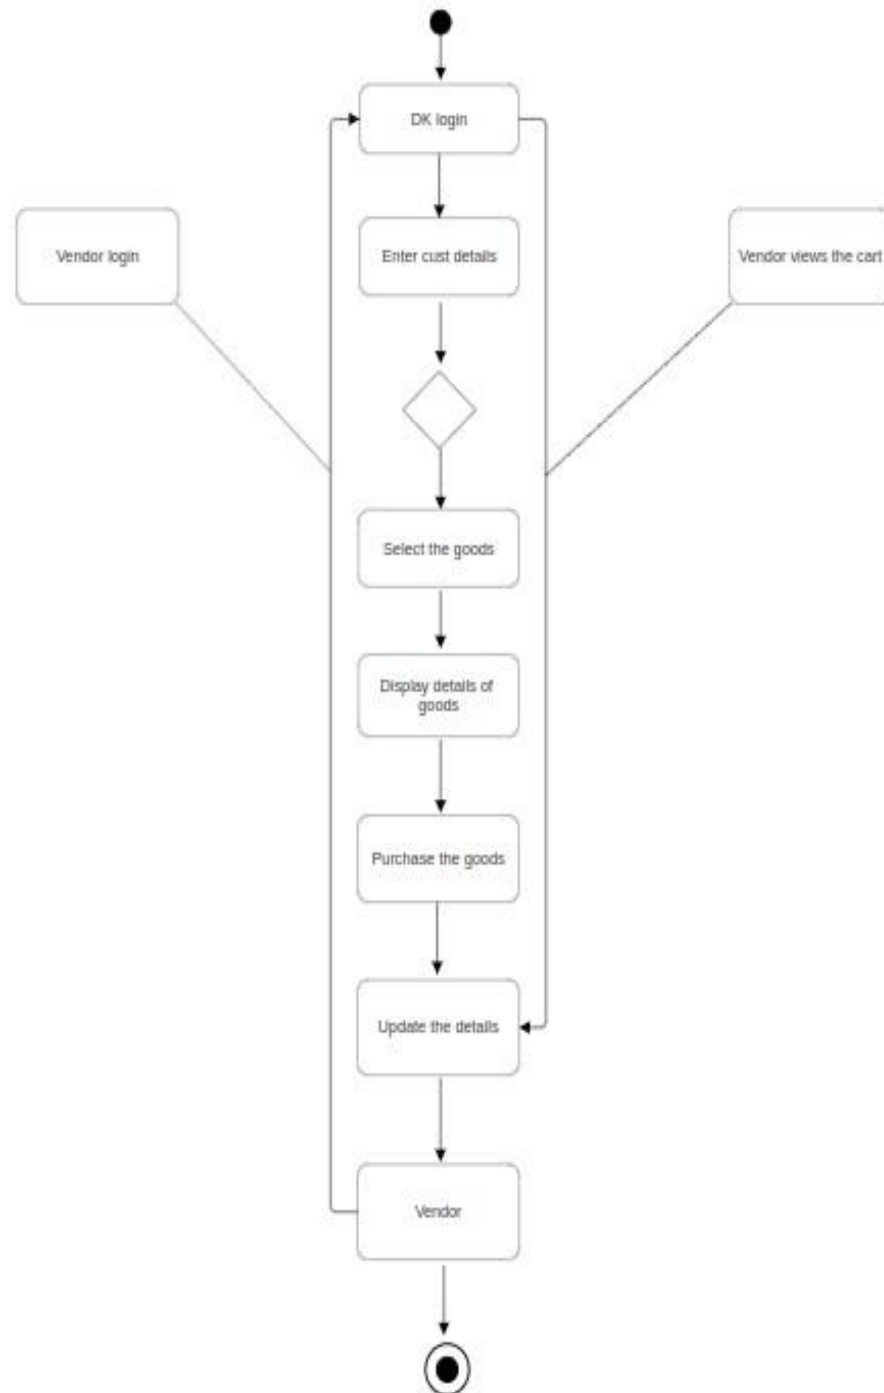 DK login
Vendor login
Enter cust details
Vendor views the cart
Select the goods
Display details of
goods
Purchase the goods
Update the details
Vendor